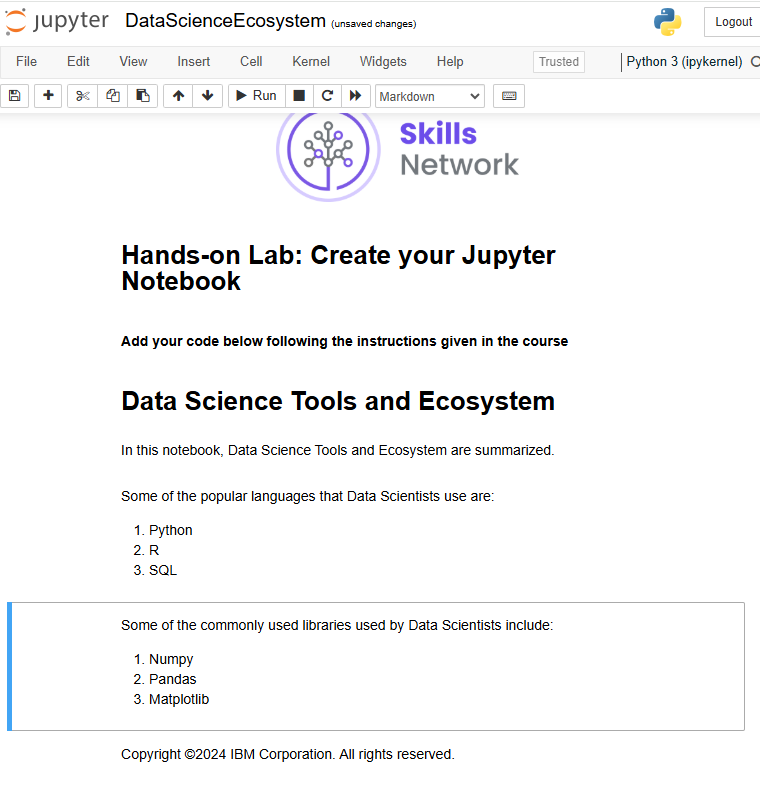 jupyter DataScienceEcosystem (unsaved changes) Logout
File Edit View Insert Cell Kernel Widgets Help Trusted Python 3 (ipykernel)
Run Markdown
Skills
Network
Hands-on Lab: Create your Jupyter
Notebook
Add your code below following the instructions given in the course
Data Science Tools and Ecosystem
In this notebook, Data Science Tools and Ecosystem are summarized.
Some of the popular languages that Data Scientists use are:
1. Python
2. R
3. SQL
Some of the commonly used libraries used by Data Scientists include:
1. Numpy
2. Pandas
3. Matplotlib
Copyright ©2024 IBM Corporation. All rights reserved.